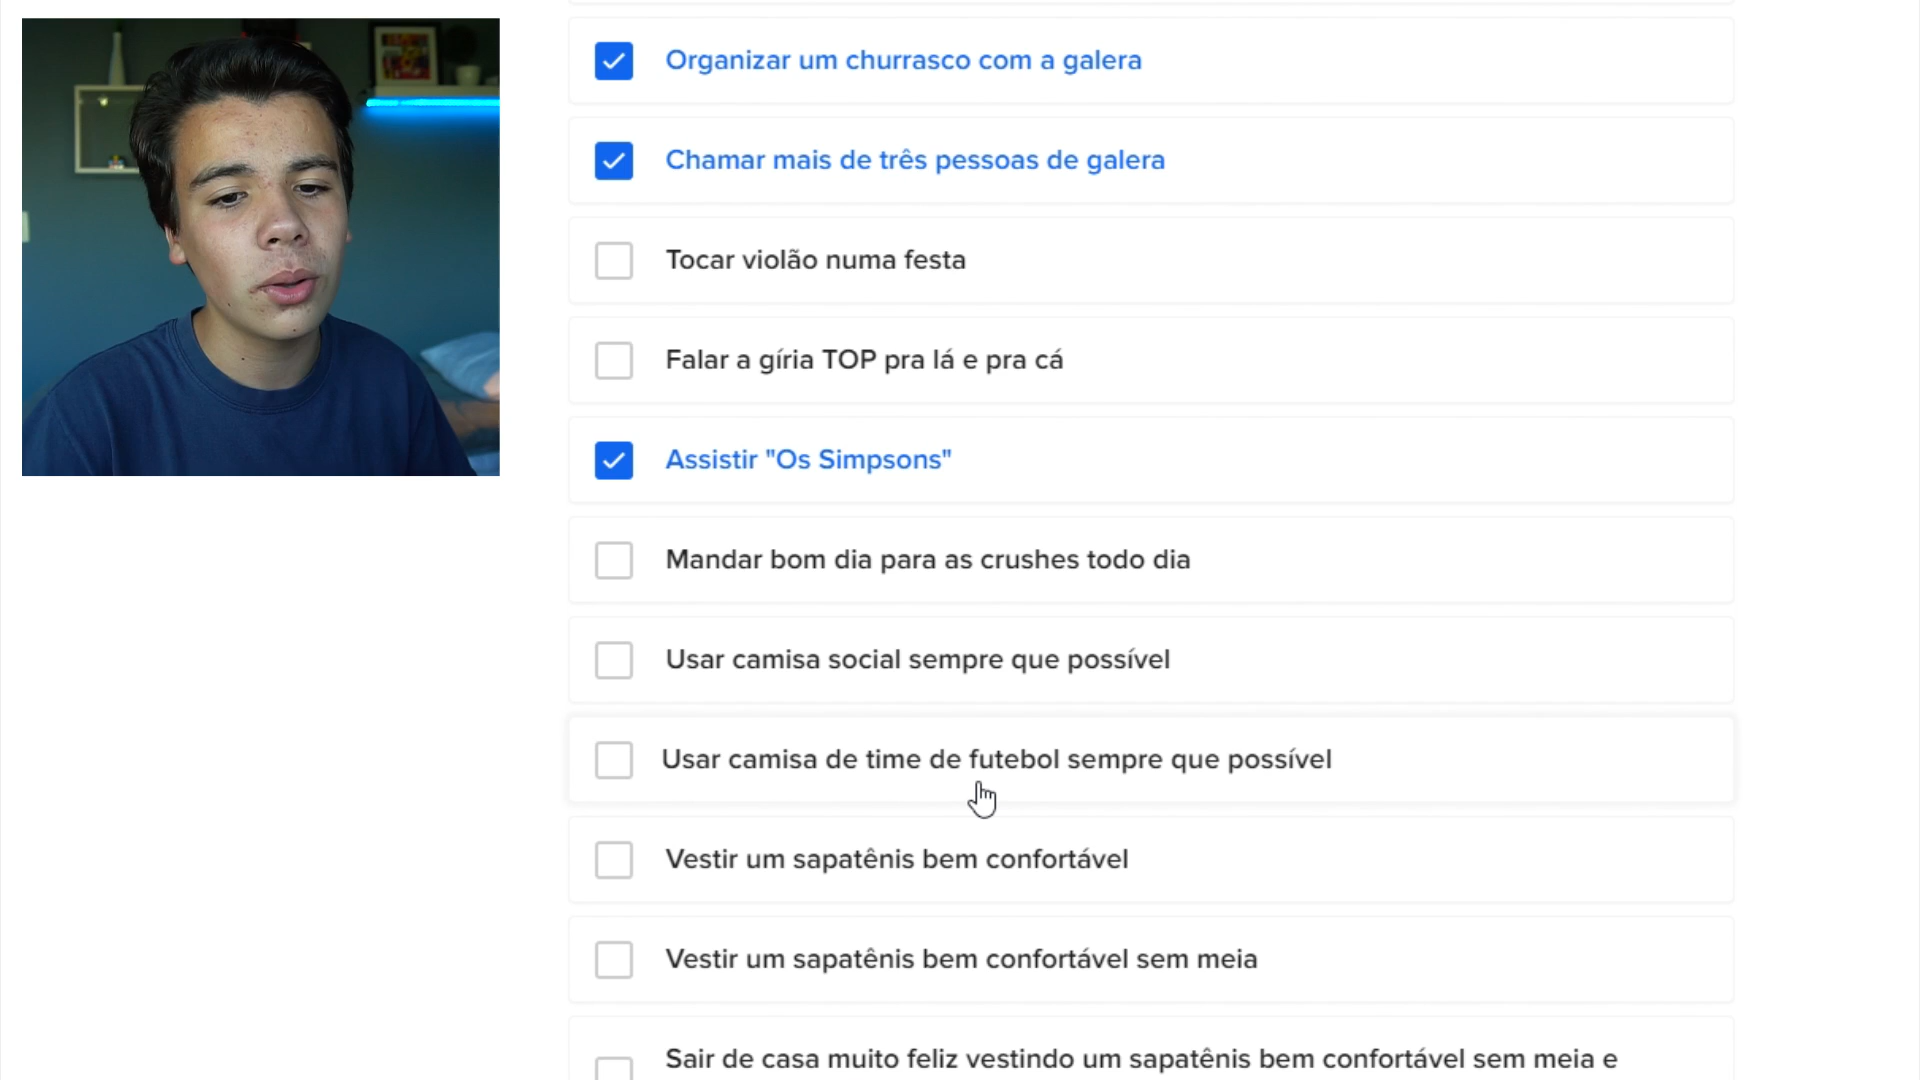 Organizar um churrasco com a galera
Chamar mais de três pessoas de galera
Tocar violão numa festa
Falar a gíria TOP pra lá e pra cá
Assistir "Os Simpsons"
Mandar bom dia para as crushes todo dia
Usar camisa social sempre que possível
Usar camisa de time de futebol sempre que possível
Vestir um sapatênis bem confortável
Vestir um sapatênis bem confortável sem meia
Sair de casa muito feliz vestindo um sapatênis bem confortável sem meia e